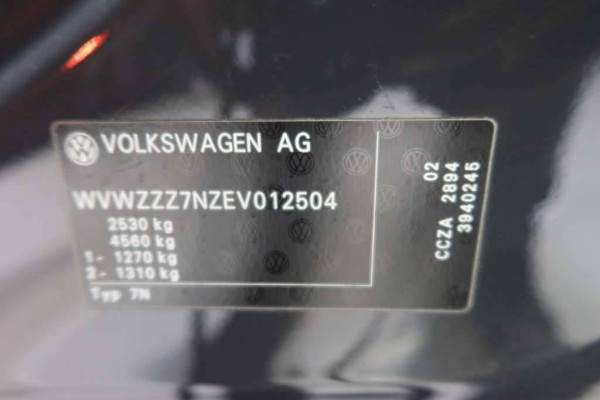 VOLKSWAGEN AG
WVWZZZ7NZEV012504
2530 kg
4560 kg
1- 1270 kg
2- 1310 kg
Typ 7N
02
CCZA 2894
3940245